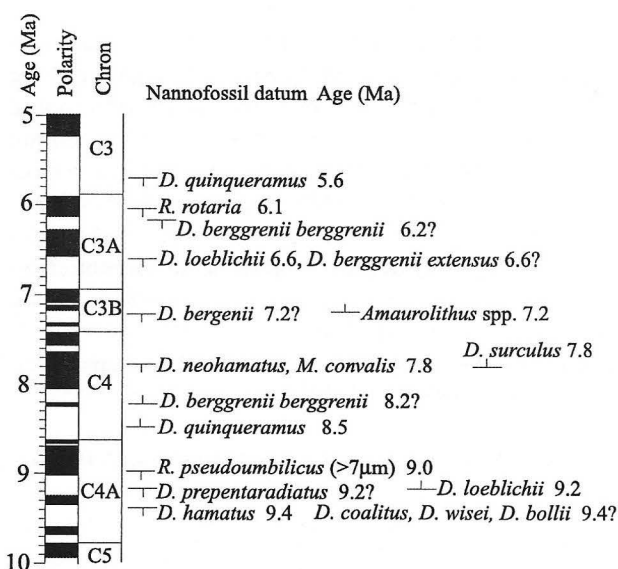 Age (Ma)
Polarity
Chron
Nannofossil datum Age (Ma)
5
C3
D. quinqueramus 5.6
6
R. rotaria 6.1
D. berggrenii berggrenii 6.2?
C3A
D. loeblichii 6.6, D. berggrenii extensus 6.6?
7
C3B
D. bergenii 7.2? Amaurolithus spp. 7.2
D. surculus 7.8
D. neohamatus, M. convalis 7.8
8
C4
D. berggrenii berggrenii 8.2?
D. quinqueramus 8.5
9
R. pseudoumbilicus (>7μm) 9.0
C4A
D. prepentaradiatus 9.2? D. loeblichii 9.2
D. hamatus 9.4 D. coalitus, D. wisei, D. bollii 9.4?
10
C5